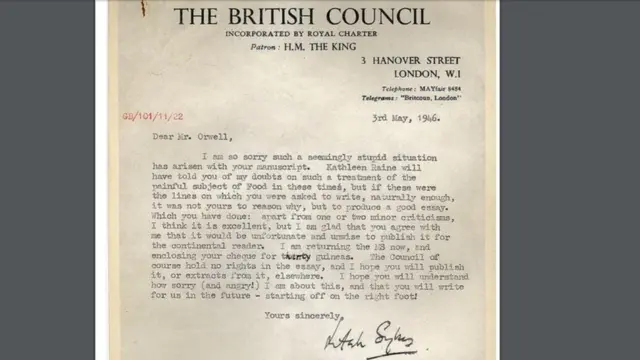 THE BRITISH COUNCIL
INCORPORATED BY ROYAL CHARTER
Patron: H.M. THE KING
3 HANOVER STREET
LONDON, W.1
Telephone: MAYfair 8484
Telegrams: "Britcoun, London"
GB/101/11/22
3rd May, 1946.
Dear Mr. Orwell,
I am so sorry such a seemingly stupid situation
has arisen with your manuscript. Kathleen Raine will
have told you of my doubts on such a treatment of the
painful subject of Food in these times, but if these were
the lines on which you were asked to write, naturally enough,
it was not yours to reason why, but to produce a good essay.
Which you have done: apart from one or two minor criticisms,
I think it is excellent, but I am glad that you agree with
me that it would be unfortunate and unwise to publish it for
the continental reader. I am returning the MS now, and
enclosing your cheque for guineas. The Council of
course hold no rights in the essay, and I hope you will publish
it, or extracts from it, elsewhere. I hope you will understand
how sorry (and angry!) I am about this, and that you will write
for us in the future - starting off on the right foot!
Yours sincerely,